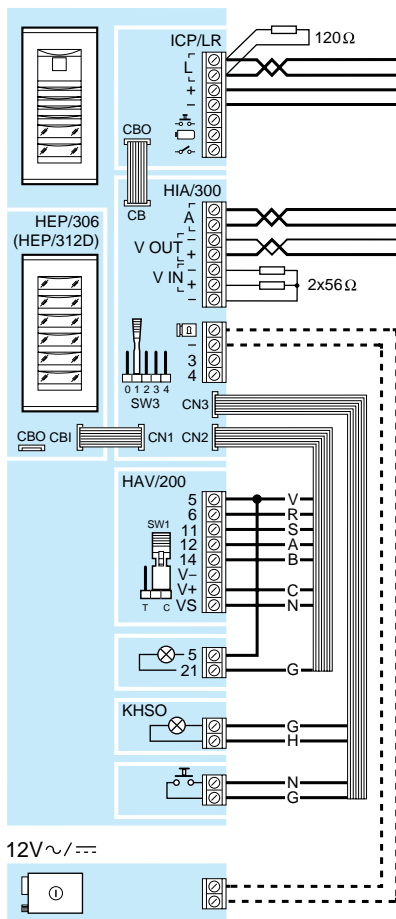 ICP/LR
120Ω
L
+
–
CBO
CB
HIA/300
A
–
V OUT
+
–
V IN
+
–
2x56Ω
HEP/306
(HEP/312D)
–
3
4
0 1 2 3 4
SW3
CN3
CBO CBI CN1 CN2
HAV/200
5 V
6 R
11 S
SW1
12 A
14 B
V–
V+ C
T C
VS N
5
21 G
KHSO
G
H
N
G
12V~/⎓